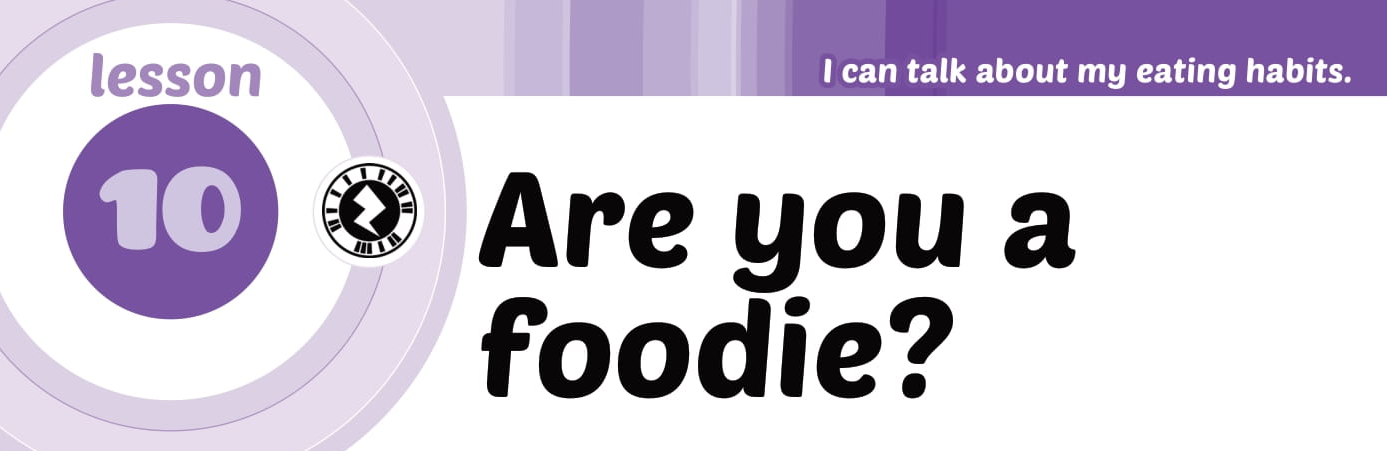 lesson
10
I can talk about my eating habits.
Are you a
foodie?